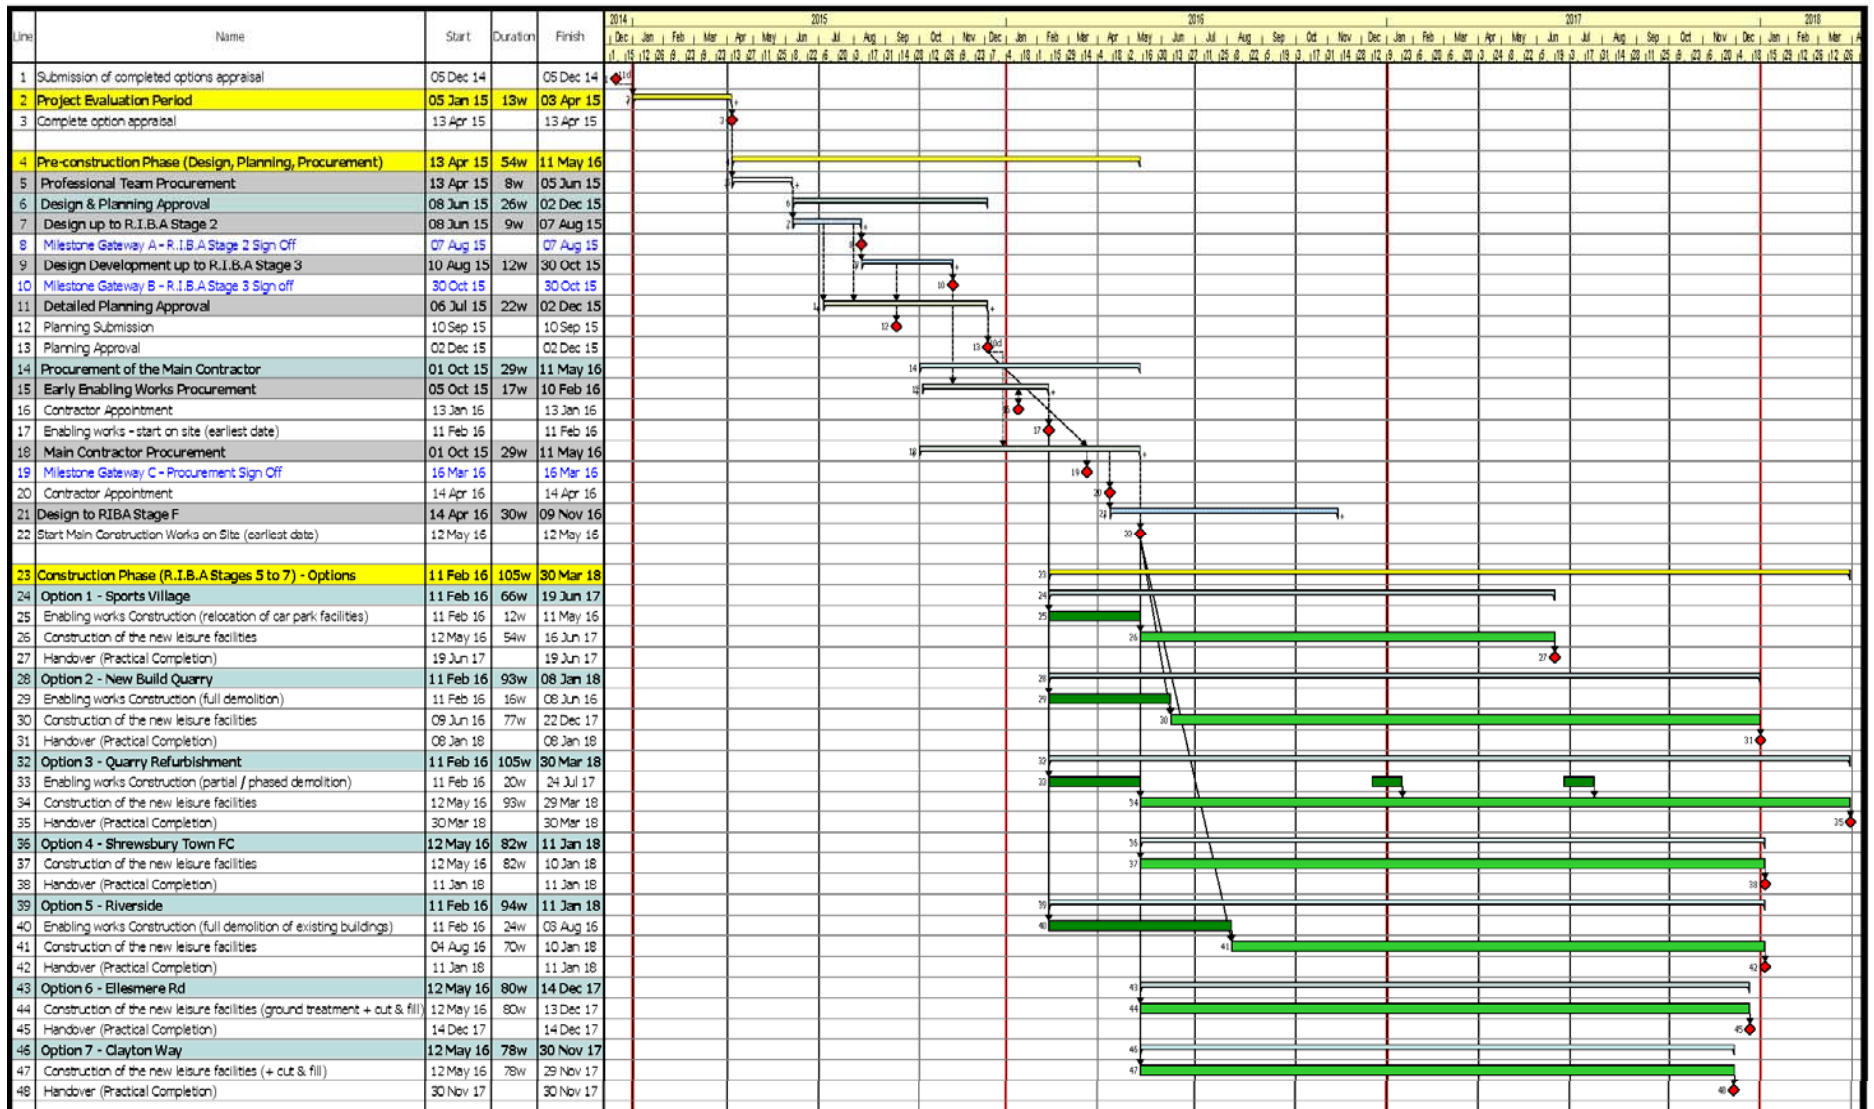 2014 2015 2016 2017 2018
Line Name Start Duration Finish
Dec Jan Feb Mar Apr May Jun Jul Aug Sep Oct Nov Dec Jan Feb Mar Apr May Jun Jul Aug Sep Oct Nov Dec Jan Feb Mar Apr May Jun Jul Aug Sep Oct Nov Dec Jan Feb Mar
1 Submission of completed options appraisal 05 Dec 14 05 Dec 14
2 Project Evaluation Period 05 Jan 15 13w 03 Apr 15
3 Complete option appraisal 13 Apr 15 13 Apr 15
4 Pre-construction Phase (Design, Planning, Procurement) 13 Apr 15 54w 11 May 16
5 Professional Team Procurement 13 Apr 15 8w 05 Jun 15
6 Design & Planning Approval 08 Jun 15 26w 02 Dec 15
7 Design up to R.I.B.A Stage 2 08 Jun 15 9w 07 Aug 15
8 Milestone Gateway A - R.I.B.A Stage 2 Sign Off 07 Aug 15 07 Aug 15
9 Design Development up to R.I.B.A Stage 3 10 Aug 15 12w 30 Oct 15
10 Milestone Gateway B - R.I.B.A Stage 3 Sign off 30 Oct 15 30 Oct 15
11 Detailed Planning Approval 06 Jul 15 22w 02 Dec 15
12 Planning Submission 10 Sep 15 10 Sep 15
13 Planning Approval 02 Dec 15 02 Dec 15
14 Procurement of the Main Contractor 01 Oct 15 29w 11 May 16
15 Early Enabling Works Procurement 05 Oct 15 17w 10 Feb 16
16 Contractor Appointment 13 Jan 16 13 Jan 16
17 Enabling works - start on site (earliest date) 11 Feb 16 11 Feb 16
18 Main Contractor Procurement 01 Oct 15 29w 11 May 16
19 Milestone Gateway C - Procurement Sign Off 16 Mar 16 16 Mar 16
20 Contractor Appointment 14 Apr 16 14 Apr 16
21 Design to RIBA Stage F 14 Apr 16 30w 09 Nov 16
22 Start Main Construction Works on Site (earliest date) 12 May 16 12 May 16
23 Construction Phase (R.I.B.A Stages 5 to 7) - Options 11 Feb 16 105w 30 Mar 18
24 Option 1 - Sports Village 11 Feb 16 66w 19 Jun 17
25 Enabling works Construction (relocation of car park facilities) 11 Feb 16 12w 11 May 16
26 Construction of the new leisure facilities 12 May 16 54w 16 Jun 17
27 Handover (Practical Completion) 19 Jun 17 19 Jun 17
28 Option 2 - New Build Quarry 11 Feb 16 93w 08 Jan 18
29 Enabling works Construction (full demolition) 11 Feb 16 16w 08 Jun 16
30 Construction of the new leisure facilities 09 Jun 16 77w 22 Dec 17
31 Handover (Practical Completion) 08 Jan 18 08 Jan 18
32 Option 3 - Quarry Refurbishment 11 Feb 16 105w 30 Mar 18
33 Enabling works Construction (partial / phased demolition) 11 Feb 16 20w 24 Jul 17
34 Construction of the new leisure facilities 12 May 16 93w 29 Mar 18
35 Handover (Practical Completion) 30 Mar 18 30 Mar 18
36 Option 4 - Shrewsbury Town FC 12 May 16 82w 11 Jan 18
37 Construction of the new leisure facilities 12 May 16 82w 10 Jan 18
38 Handover (Practical Completion) 11 Jan 18 11 Jan 18
39 Option 5 - Riverside 11 Feb 16 94w 11 Jan 18
40 Enabling works Construction (full demolition of existing buildings) 11 Feb 16 24w 03 Aug 16
41 Construction of the new leisure facilities 04 Aug 16 70w 10 Jan 18
42 Handover (Practical Completion) 11 Jan 18 11 Jan 18
43 Option 6 - Ellesmere Rd 12 May 16 80w 14 Dec 17
44 Construction of the new leisure facilities (ground treatment + cut & fill) 12 May 16 80w 13 Dec 17
45 Handover (Practical Completion) 14 Dec 17 14 Dec 17
46 Option 7 - Clayton Way 12 May 16 78w 30 Nov 17
47 Construction of the new leisure facilities (+ cut & fill) 12 May 16 78w 29 Nov 17
48 Handover (Practical Completion) 30 Nov 17 30 Nov 17